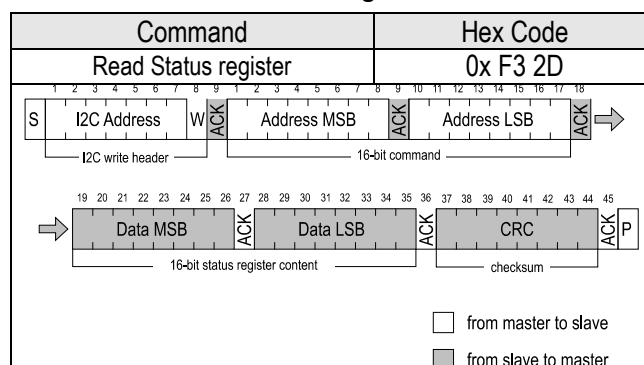 Command Hex Code
Read Status register 0x F3 2D
1 2 3 4 5 6 7 8 9 1 2 3 4 5 6 7 8 9 10 11 12 13 14 15 16 17 18
S I2C Address W ACK Address MSB ACK Address LSB ACK
I2C write header 16-bit command
19 20 21 22 23 24 25 26 27 28 29 30 31 32 33 34 35 36 37 38 39 40 41 42 43 44 45
Data MSB ACK Data LSB ACK CRC ACK P
16-bit status register content checksum
from master to slave
from slave to master